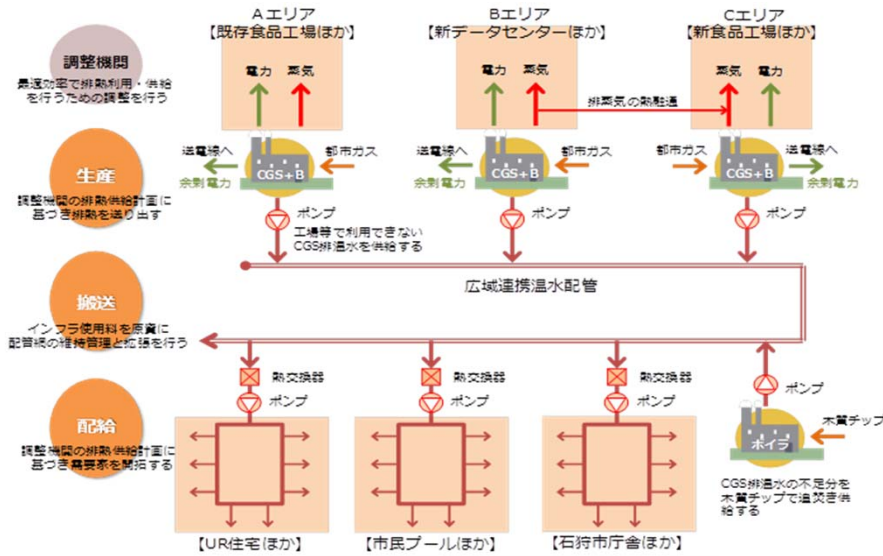 Aエリア
【既存食品工場ほか】
Bエリア
【新データセンターほか】
Cエリア
【新食品工場ほか】
調整機関
最適効率で排熱利用・供給
を行うための調整を行う
電力
蒸気
電力
蒸気
排蒸気の熱融通
蒸気
電力
生産
調整機関の排熱供給計画に
基づき排熱を送り出す
送電線へ
余剰電力
CGS+B
都市ガス
送電線へ
余剰電力
CGS+B
都市ガス
都市ガス
CGS+B
送電線へ
余剰電力
ポンプ
ポンプ
ポンプ
工場等で利用できない
CGS排温水を供給する
搬送
インフラ使用料を原資に
配管網の維持管理と拡張を行う
広域連携温水配管
配給
調整機関の排熱供給計画に
基づき需要家を開拓する
熱交換器
ポンプ
熱交換器
ポンプ
熱交換器
ポンプ
ポンプ
木質チップ
ボイラ
CGS排温水の不足分を
木質チップで追焚き供
給する
【UR住宅ほか】
【市民プールほか】
【石狩市庁舎ほか】